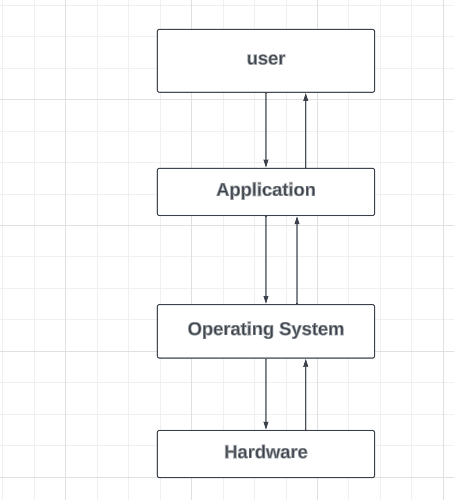 user
Application
Operating System
Hardware